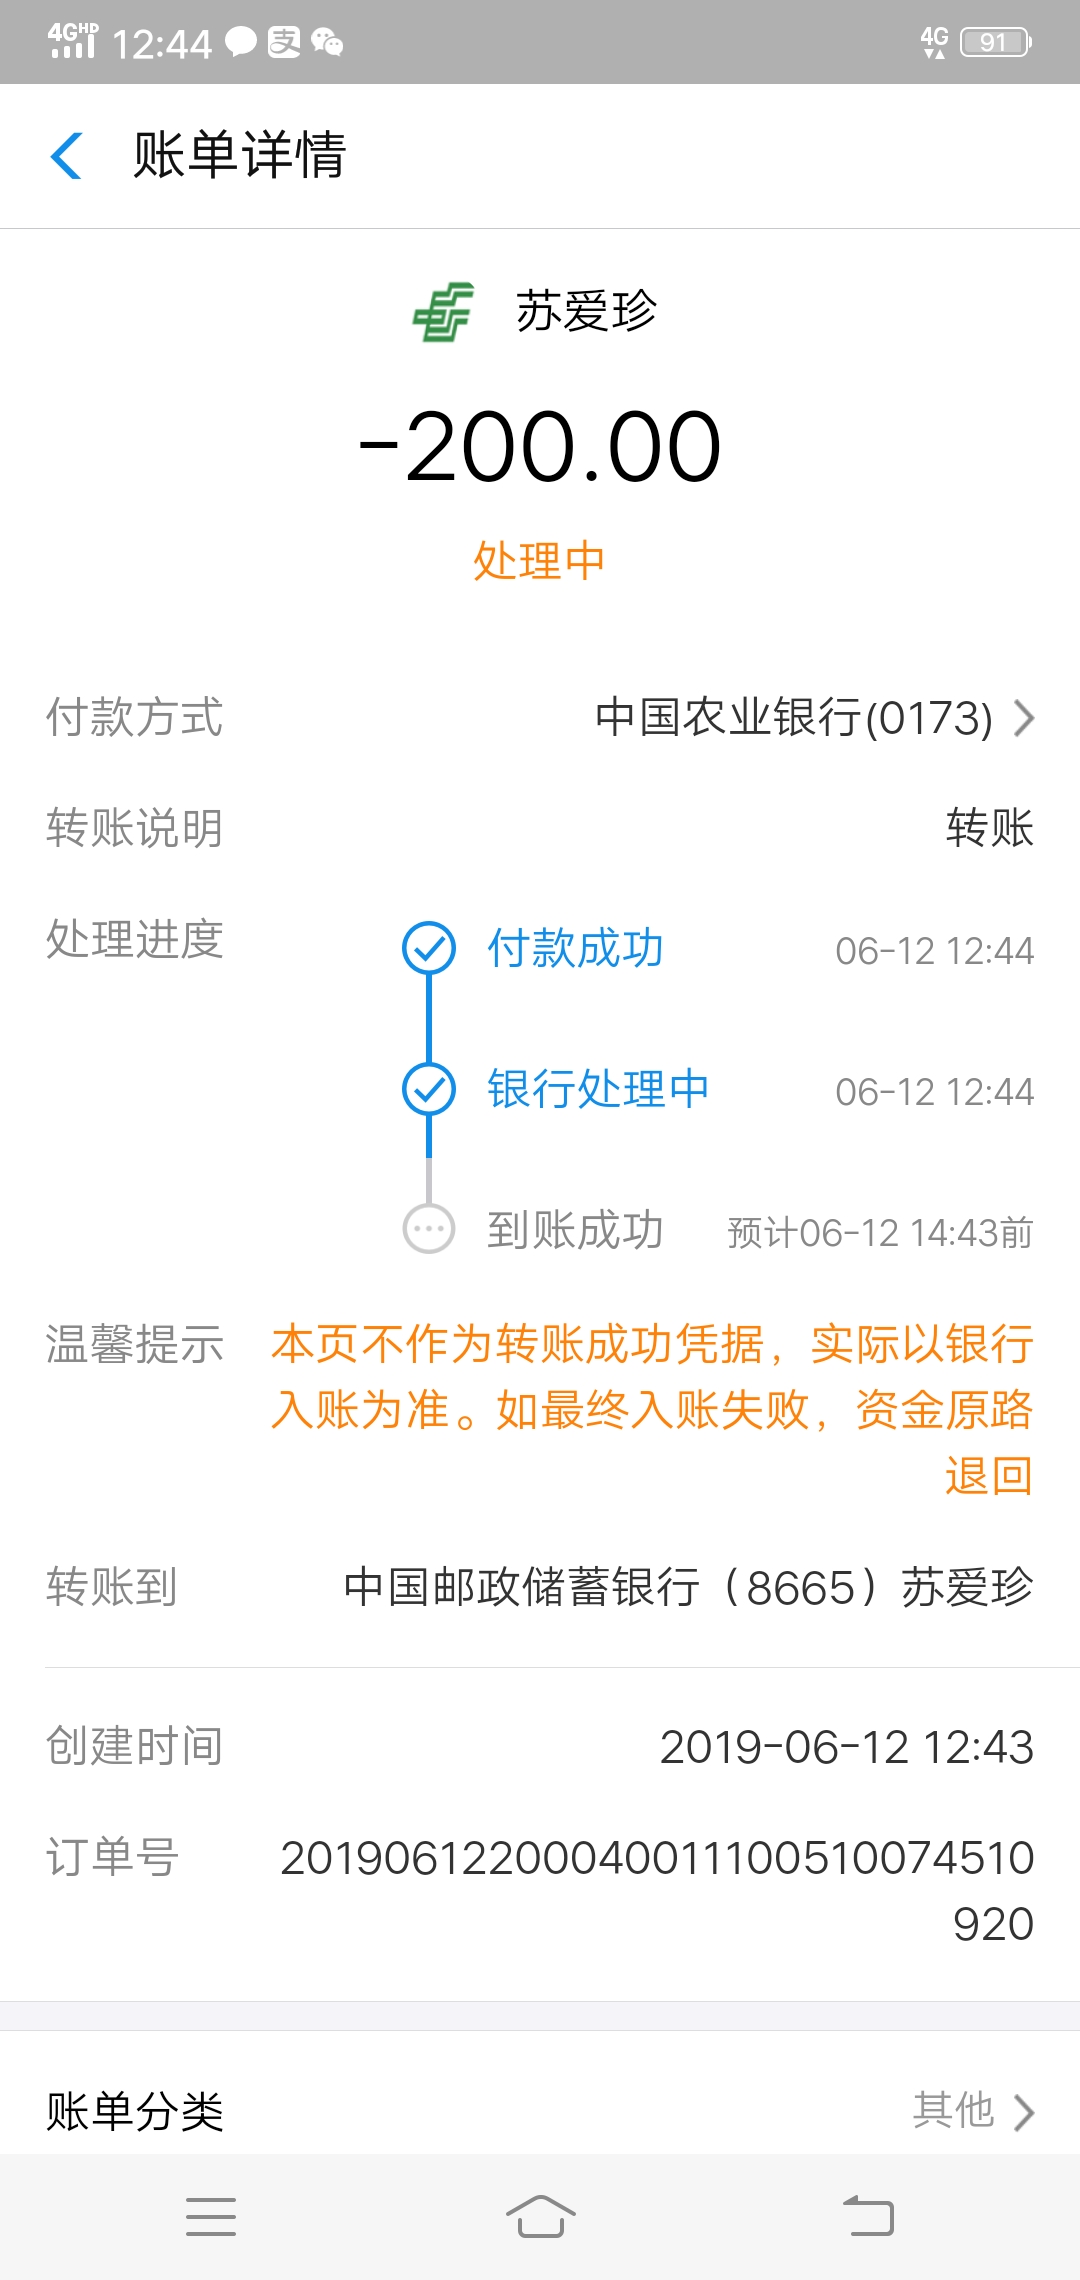 4GHD 12:44 支 4G 91
账单详情
苏爱珍
-200.00
处理中
付款方式 中国农业银行(0173)
转账说明 转账
处理进度 付款成功 06-12 12:44
银行处理中 06-12 12:44
到账成功 预计06-12 14:43前
温馨提示 本页不作为转账成功凭据，实际以银行
入账为准。如最终入账失败，资金原路
退回
转账到 中国邮政储蓄银行（8665）苏爱珍
创建时间 2019-06-12 12:43
订单号 2019061220004001110051007451​0
920
账单分类 其他